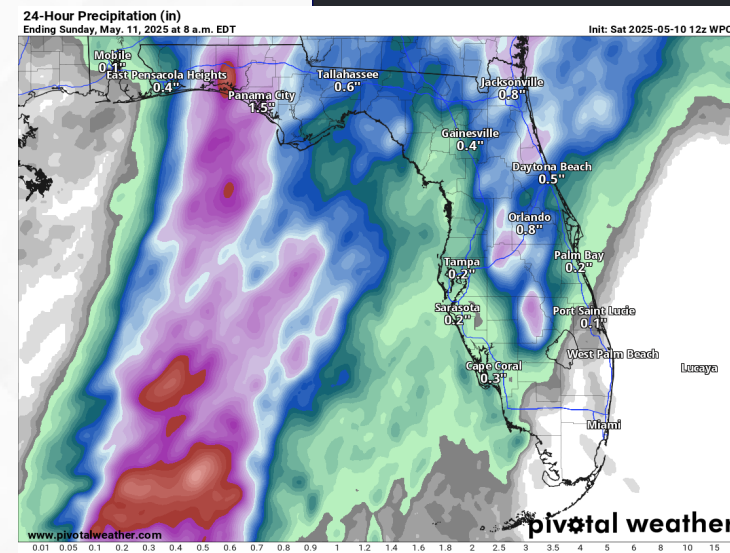 24-Hour Precipitation (in)
Ending Sunday, May. 11, 2025 at 8 a.m. EDT
Init: Sat 2025-05-10 12z WPC
Mobile
0.1"
East Pensacola Heights
0.4"
Panama City
1.5"
Tallahassee
0.6"
Jacksonville
0.8"
Gainesville
0.4"
Daytona Beach
0.5"
Orlando
0.8"
Tampa
0.2"
Palm Bay
0.2"
Sarasota
0.2"
Port Saint Lucie
0.1"
West Palm Beach
Lucaya
Cape Coral
0.3"
Miami
www.pivotalweather.com
pivotal weather
0.01 0.05 0.1 0.2 0.3 0.4 0.5 0.6 0.7 0.8 0.9 1 1.2 1.4 1.6 1.8 2 2.5 3 3.5 4 4.5 5 6 7 8 9 10 15